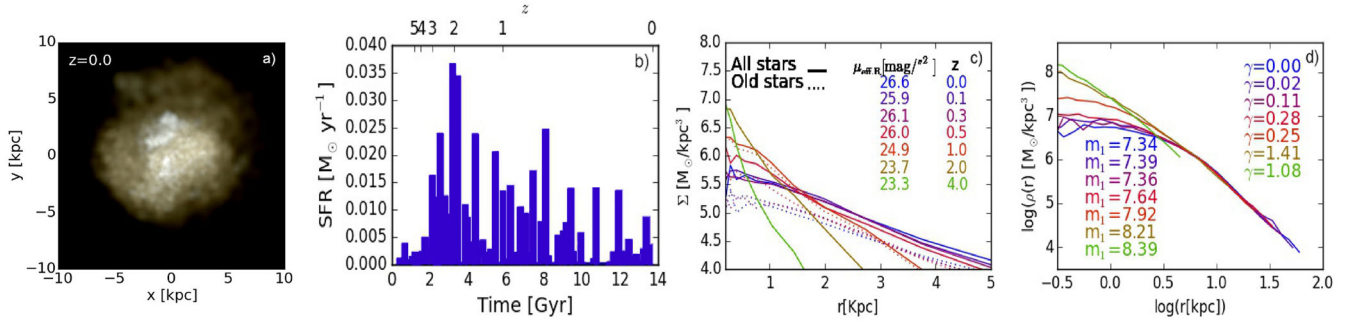 10
5
0
−5
−10
y [kpc]
z=0.0
a)
−10 −5 0 5 10
x [kpc]
z
54 3 2 1 0
b)
0.040
0.035
0.030
0.025
0.020
0.015
0.010
0.005
0.000
SFR [M⊙ yr⁻¹]
0 2 4 6 8 10 12 14
Time [Gyr]
8.0
7.5
7.0
6.5
6.0
5.5
5.0
4.5
4.0
Σ [M⊙/kpc³ ]
All stars
Old stars
c)
z
26.6 0.0
25.9 0.1
26.1 0.3
26.0 0.5
24.9 1.0
23.7 2.0
23.3 4.0
1 2 3 4 5
r[Kpc]
8
7
6
5
4
log(ρ(r) [M⊙/kpc³ ]
d)
γ=0.00
γ=0.02
γ=0.11
γ=0.28
γ=0.25
γ=1.41
γ=1.08
m₁=7.34
m₁=7.39
m₁=7.36
m₁=7.64
m₁=7.92
m₁=8.21
m₁=8.39
−0.5 0.0 0.5 1.0 1.5 2.0
log(r[kpc])